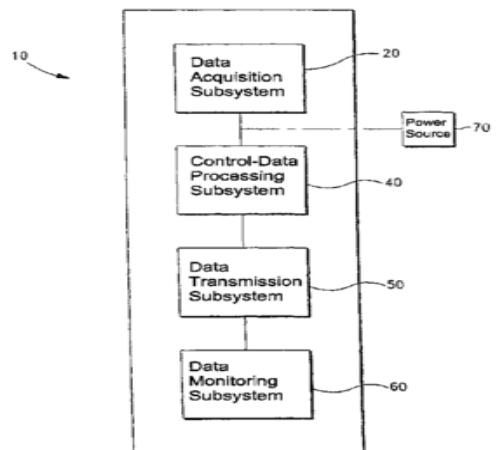 10
Data
Acquisition
Subsystem
20
Power
Source
70
Control-Data
Processing
Subsystem
40
Data
Transmission
Subsystem
50
Data
Monitoring
Subsystem
60